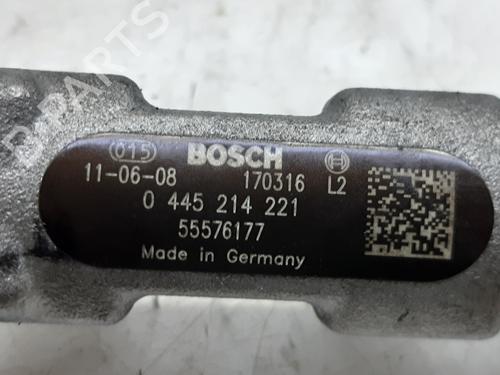 015 BOSCH
11-06-08 170316 L2
0 445 214 221
55576177
Made in Germany
B-PARTS